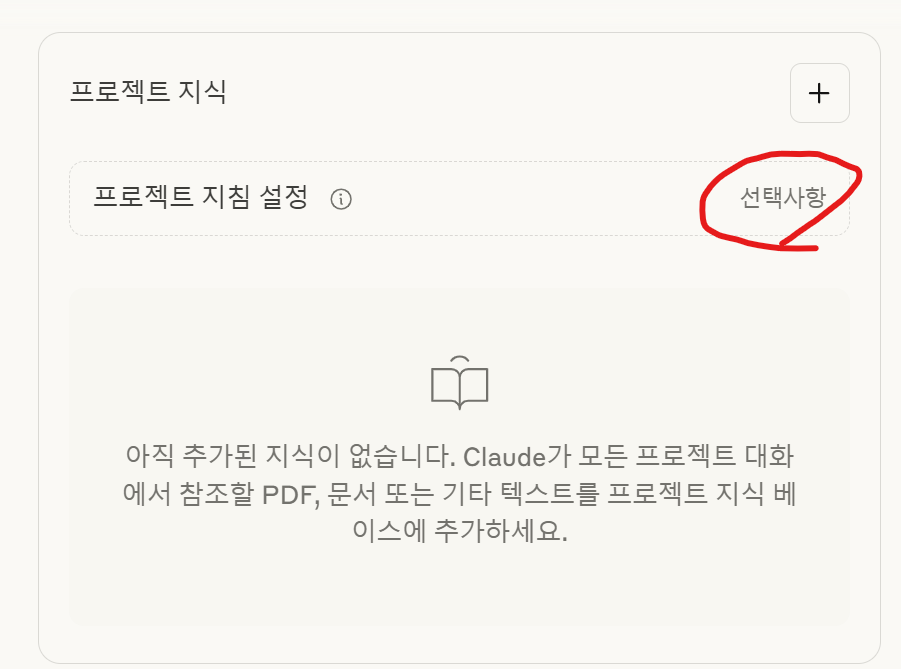 프로젝트 지식
프로젝트 지침 설정
선택사항
아직 추가된 지식이 없습니다. Claude가 모든 프로젝트 대화
에서 참조할 PDF, 문서 또는 기타 텍스트를 프로젝트 지식 베
이스에 추가하세요.